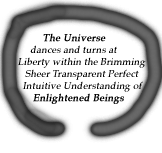 The Universe
dances and turns at
Liberty within the Brimming
Sheer Transparent Perfect
Intuitive Understanding of
Enlightened Beings